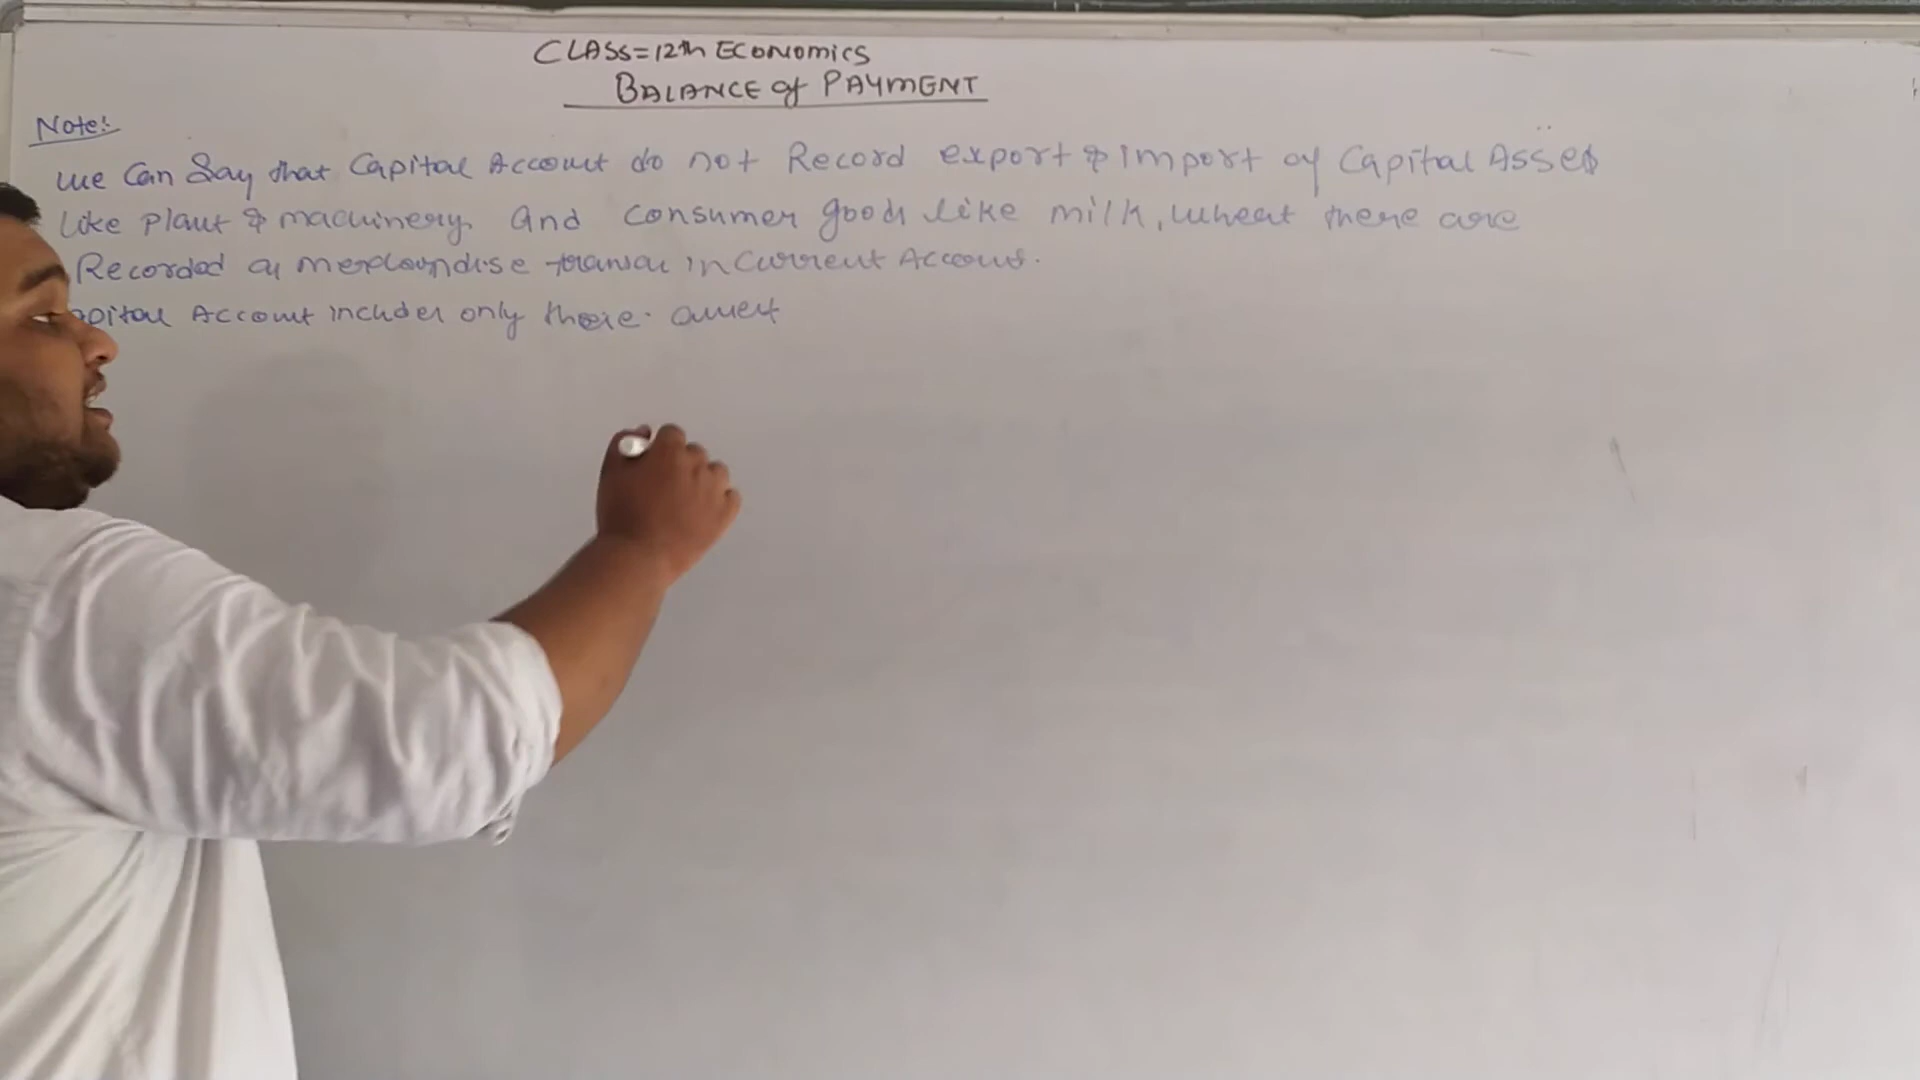 CLASS=12th ECONOMICS
BALANCE of PAYMENT
Note:-
We Can Say that Capital Account do not Record export & import of Capital Assets
Like plant & machinery and consumer goods like milk, wheat there are
Recorded as merchandise transac in Current Account.
Account includes only those assets